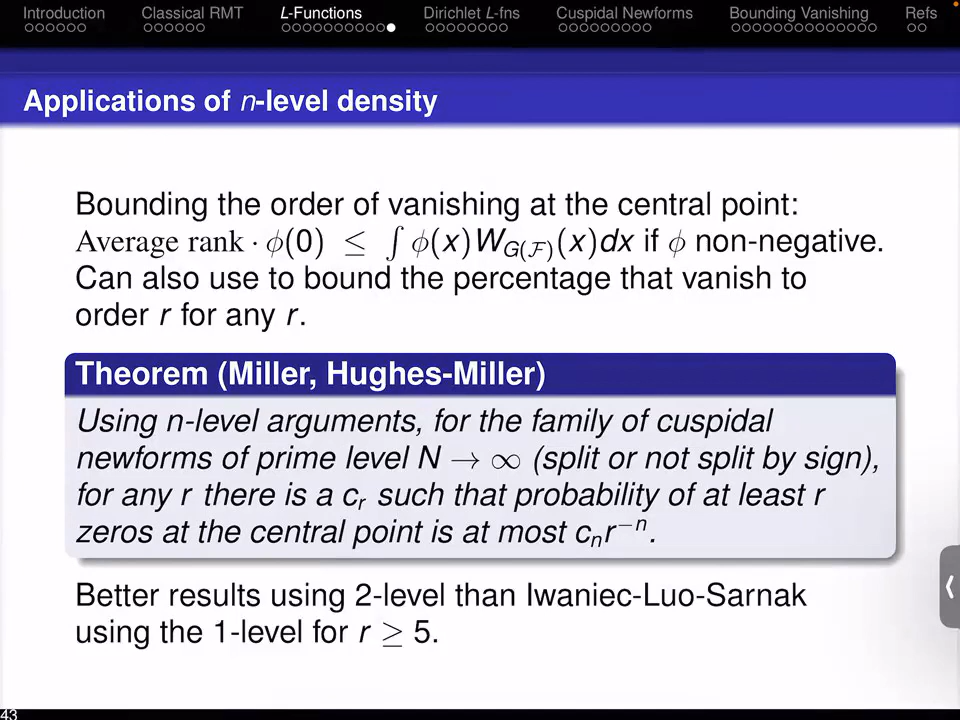 Introduction Classical RMT L-Functions Dirichlet L-fns Cuspidal Newforms Bounding Vanishing Refs
Applications of n-level density
Bounding the order of vanishing at the central point:
Average rank · ϕ(0) ≤ ∫ ϕ(x)W_{G(ℱ)}(x)dx if ϕ non-negative.
Can also use to bound the percentage that vanish to
order r for any r.
Theorem (Miller, Hughes-Miller)
Using n-level arguments, for the family of cuspidal
newforms of prime level N → ∞ (split or not split by sign),
for any r there is a c_r such that probability of at least r
zeros at the central point is at most c_n r^{−n}.
Better results using 2-level than Iwaniec-Luo-Sarnak
using the 1-level for r ≥ 5.
43